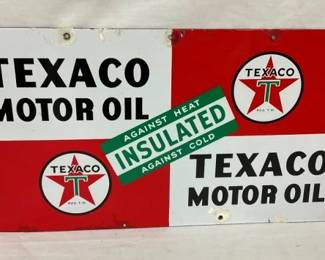 TEXACO
MOTOR OIL
TEXACO
T
AGAINST HEAT
INSULATED
AGAINST COLD
TEXACO
T
TEXACO
MOTOR OIL